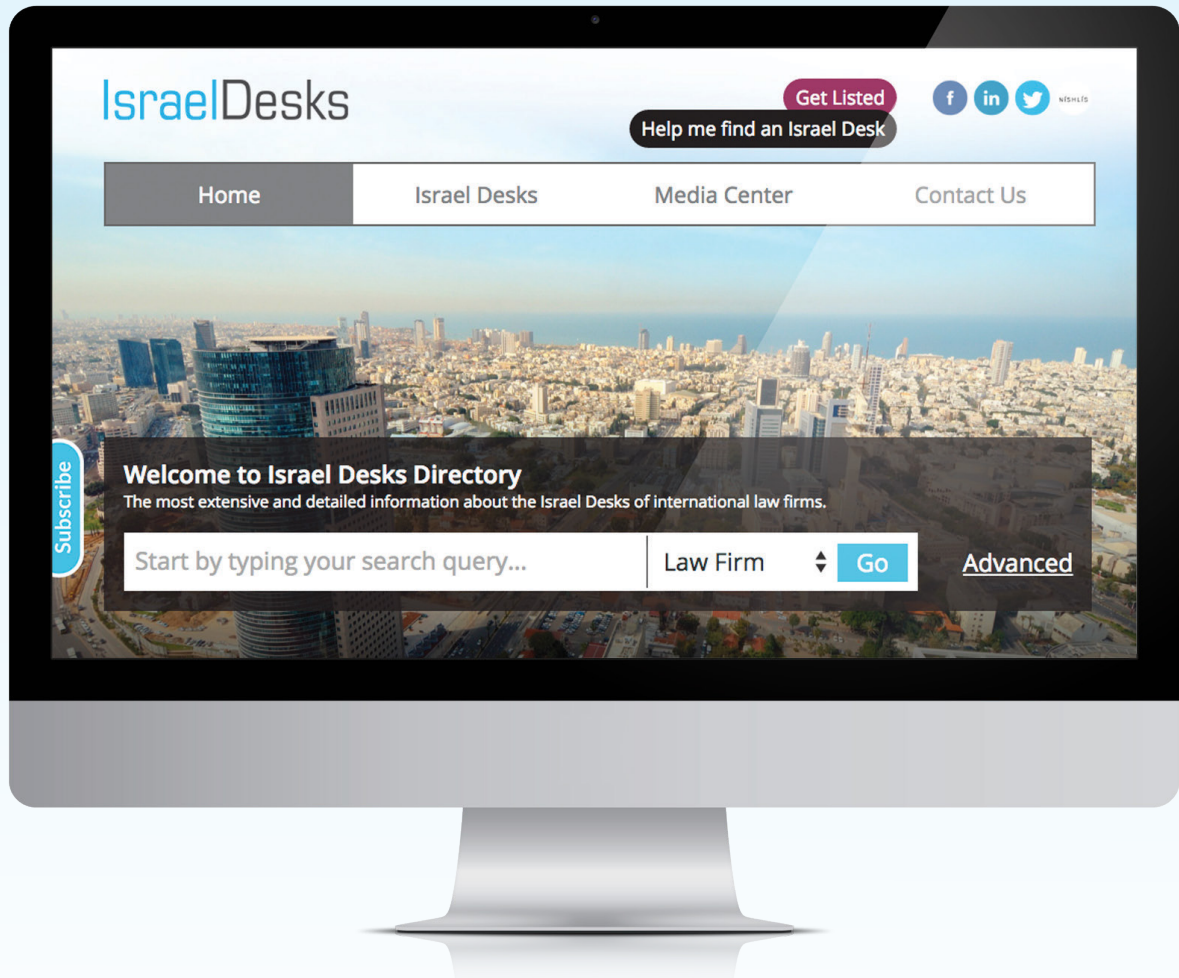 IsraelDesks
Get Listed
Help me find an Israel Desk
f in NISHLIS
Home Israel Desks Media Center Contact Us
Subscribe
Welcome to Israel Desks Directory
The most extensive and detailed information about the Israel Desks of international law firms.
Start by typing your search query... Law Firm Go Advanced